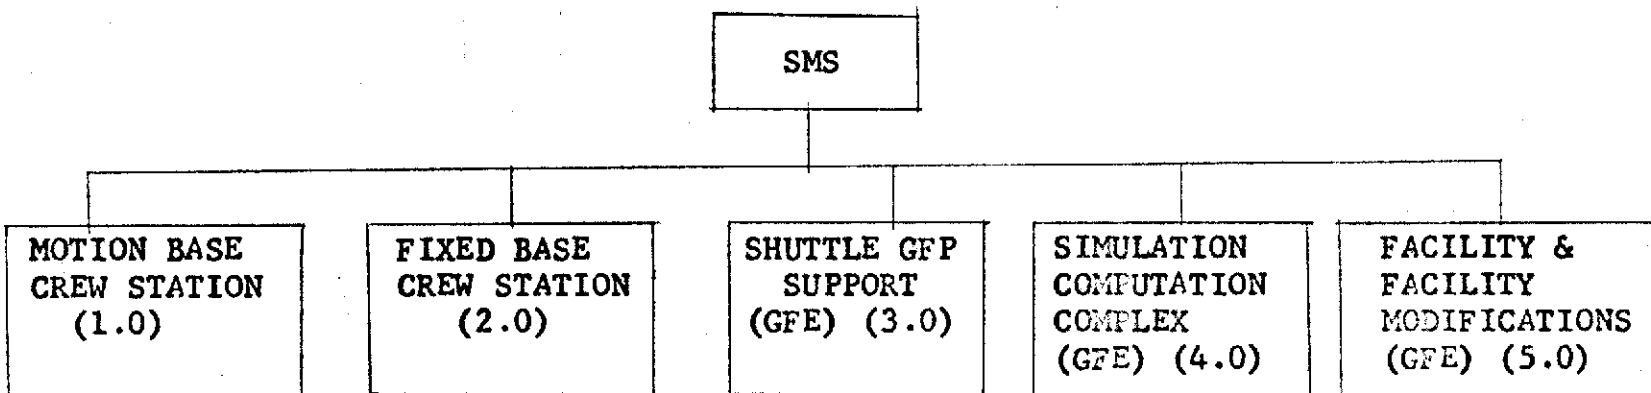 SMS
MOTION BASE
CREW STATION
(1.0)
FIXED BASE
CREW STATION
(2.0)
SHUTTLE GFP
SUPPORT
(GFE) (3.0)
SIMULATION
COMPUTATION
COMPLEX
(GFE) (4.0)
FACILITY &
FACILITY
MODIFICATIONS
(GFE) (5.0)